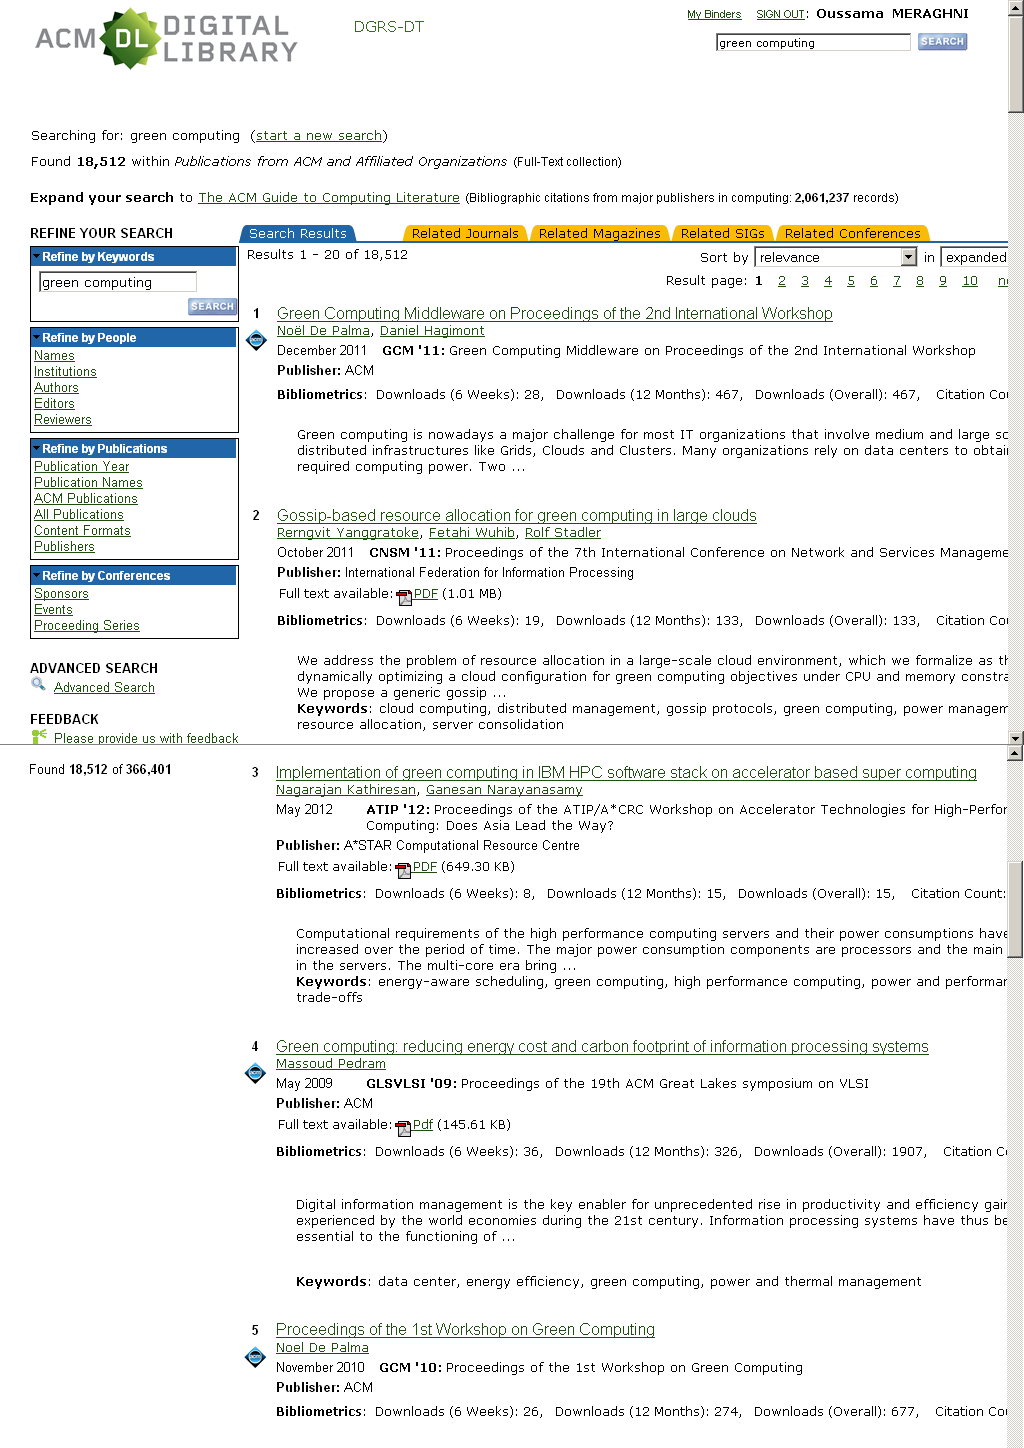 ACM DL DIGITAL LIBRARY
DGRS-DT
My Binders SIGN OUT: Oussama MERAGHNI
green computing SEARCH
Searching for: green computing (start a new search)
Found 18,512 within Publications from ACM and Affiliated Organizations (Full-Text collection)
Expand your search to The ACM Guide to Computing Literature (Bibliographic citations from major publishers in computing: 2,061,237 records)
REFINE YOUR SEARCH
Refine by Keywords
green computing
SEARCH
Refine by People
Names
Institutions
Authors
Editors
Reviewers
Refine by Publications
Publication Year
Publication Names
ACM Publications
All Publications
Content Formats
Publishers
Refine by Conferences
Sponsors
Events
Proceeding Series
ADVANCED SEARCH
Advanced Search
FEEDBACK
Please provide us with feedback
Found 18,512 of 366,401
Search Results Related Journals Related Magazines Related SIGs Related Conferences
Results 1 - 20 of 18,512
Sort by relevance in expanded
Result page: 1 2 3 4 5 6 7 8 9 10
1 Green Computing Middleware on Proceedings of the 2nd International Workshop
Noël De Palma, Daniel Hagimont
December 2011 GCM '11: Green Computing Middleware on Proceedings of the 2nd International Workshop
Publisher: ACM
Bibliometrics: Downloads (6 Weeks): 28, Downloads (12 Months): 467, Downloads (Overall): 467, Citation
Green computing is nowadays a major challenge for most IT organizations that involve medium and large
distributed infrastructures like Grids, Clouds and Clusters. Many organizations rely on data centers to
required computing power. Two ...
2 Gossip-based resource allocation for green computing in large clouds
Rerngvit Yanggratoke, Fetahi Wuhib, Rolf Stadler
October 2011 CNSM '11: Proceedings of the 7th International Conference on Network and Services
Publisher: International Federation for Information Processing
Full text available: PDF (1.01 MB)
Bibliometrics: Downloads (6 Weeks): 19, Downloads (12 Months): 133, Downloads (Overall): 133, Citation
We address the problem of resource allocation in a large-scale cloud environment, which we formalize as
dynamically optimizing a cloud configuration for green computing objectives under CPU and memory
We propose a generic gossip ...
Keywords: cloud computing, distributed management, gossip protocols, green computing, power
resource allocation, server consolidation
3 Implementation of green computing in IBM HPC software stack on accelerator based super computing
Nagarajan Kathiresan, Ganesan Narayanasamy
May 2012 ATIP '12: Proceedings of the ATIP/A*CRC Workshop on Accelerator Technologies for
Computing: Does Asia Lead the Way?
Publisher: A*STAR Computational Resource Centre
Full text available: PDF (649.30 KB)
Bibliometrics: Downloads (6 Weeks): 8, Downloads (12 Months): 15, Downloads (Overall): 15, Citation Count:
Computational requirements of the high performance computing servers and their power consumptions have
increased over the period of time. The major power consumption components are processors and the main
in the servers. The multi-core era bring ...
Keywords: energy-aware scheduling, green computing, high performance computing, power and
trade-offs
4 Green computing: reducing energy cost and carbon footprint of information processing systems
Massoud Pedram
May 2009 GLSVLSI '09: Proceedings of the 19th ACM Great Lakes symposium on VLSI
Publisher: ACM
Full text available: Pdf (145.61 KB)
Bibliometrics: Downloads (6 Weeks): 36, Downloads (12 Months): 326, Downloads (Overall): 1907, Citation
Digital information management is the key enabler for unprecedented rise in productivity and efficiency
experienced by the world economies during the 21st century. Information processing systems have thus
essential to the functioning of ...
Keywords: data center, energy efficiency, green computing, power and thermal management
5 Proceedings of the 1st Workshop on Green Computing
Noel De Palma
November 2010 GCM '10: Proceedings of the 1st Workshop on Green Computing
Publisher: ACM
Bibliometrics: Downloads (6 Weeks): 26, Downloads (12 Months): 274, Downloads (Overall): 677, Citation